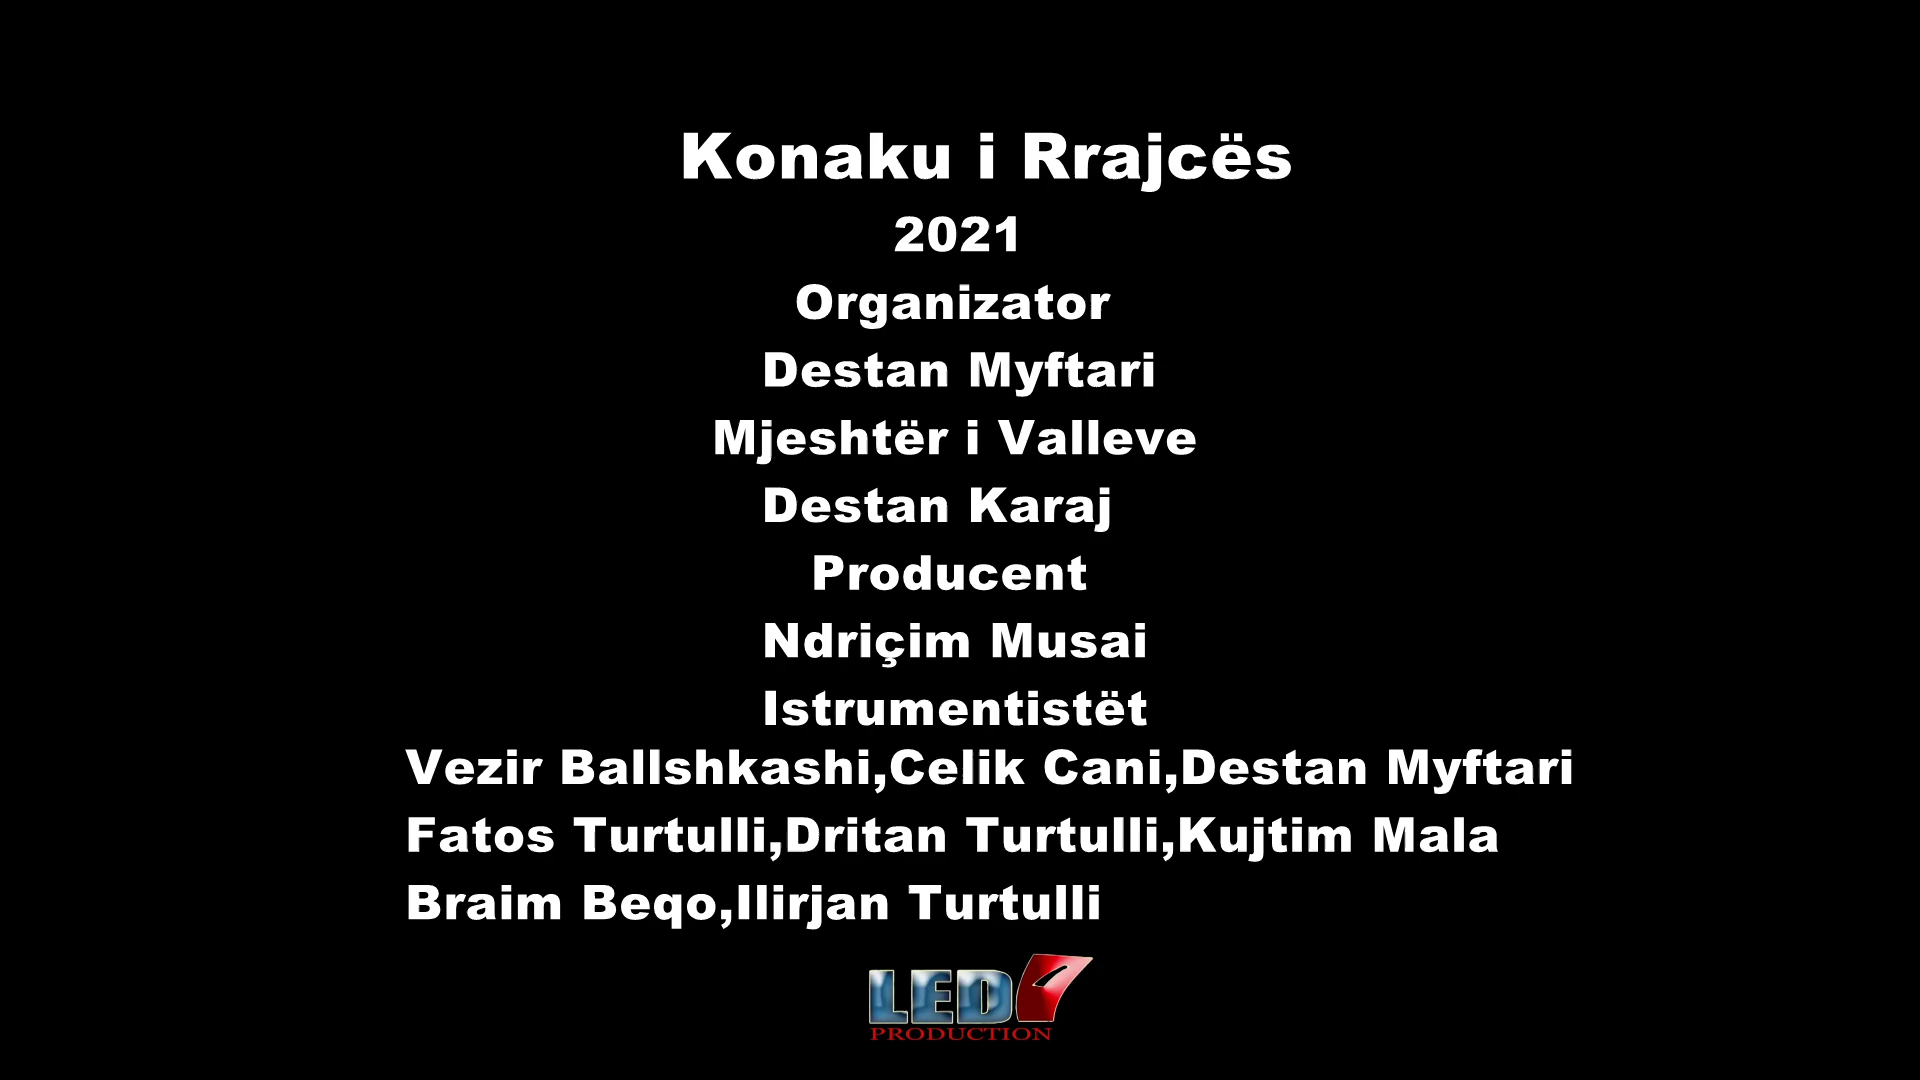 Konaku i Rrajcës
2021
Organizator
Destan Myftari
Mjeshtër i Valleve
Destan Karaj
Producent
Ndriçim Musai
Istrumentistët
Vezir Ballshkashi,Celik Cani,Destan Myftari
Fatos Turtulli,Dritan Turtulli,Kujtim Mala
Braim Beqo,Ilirjan Turtulli
LED
PRODUCTION